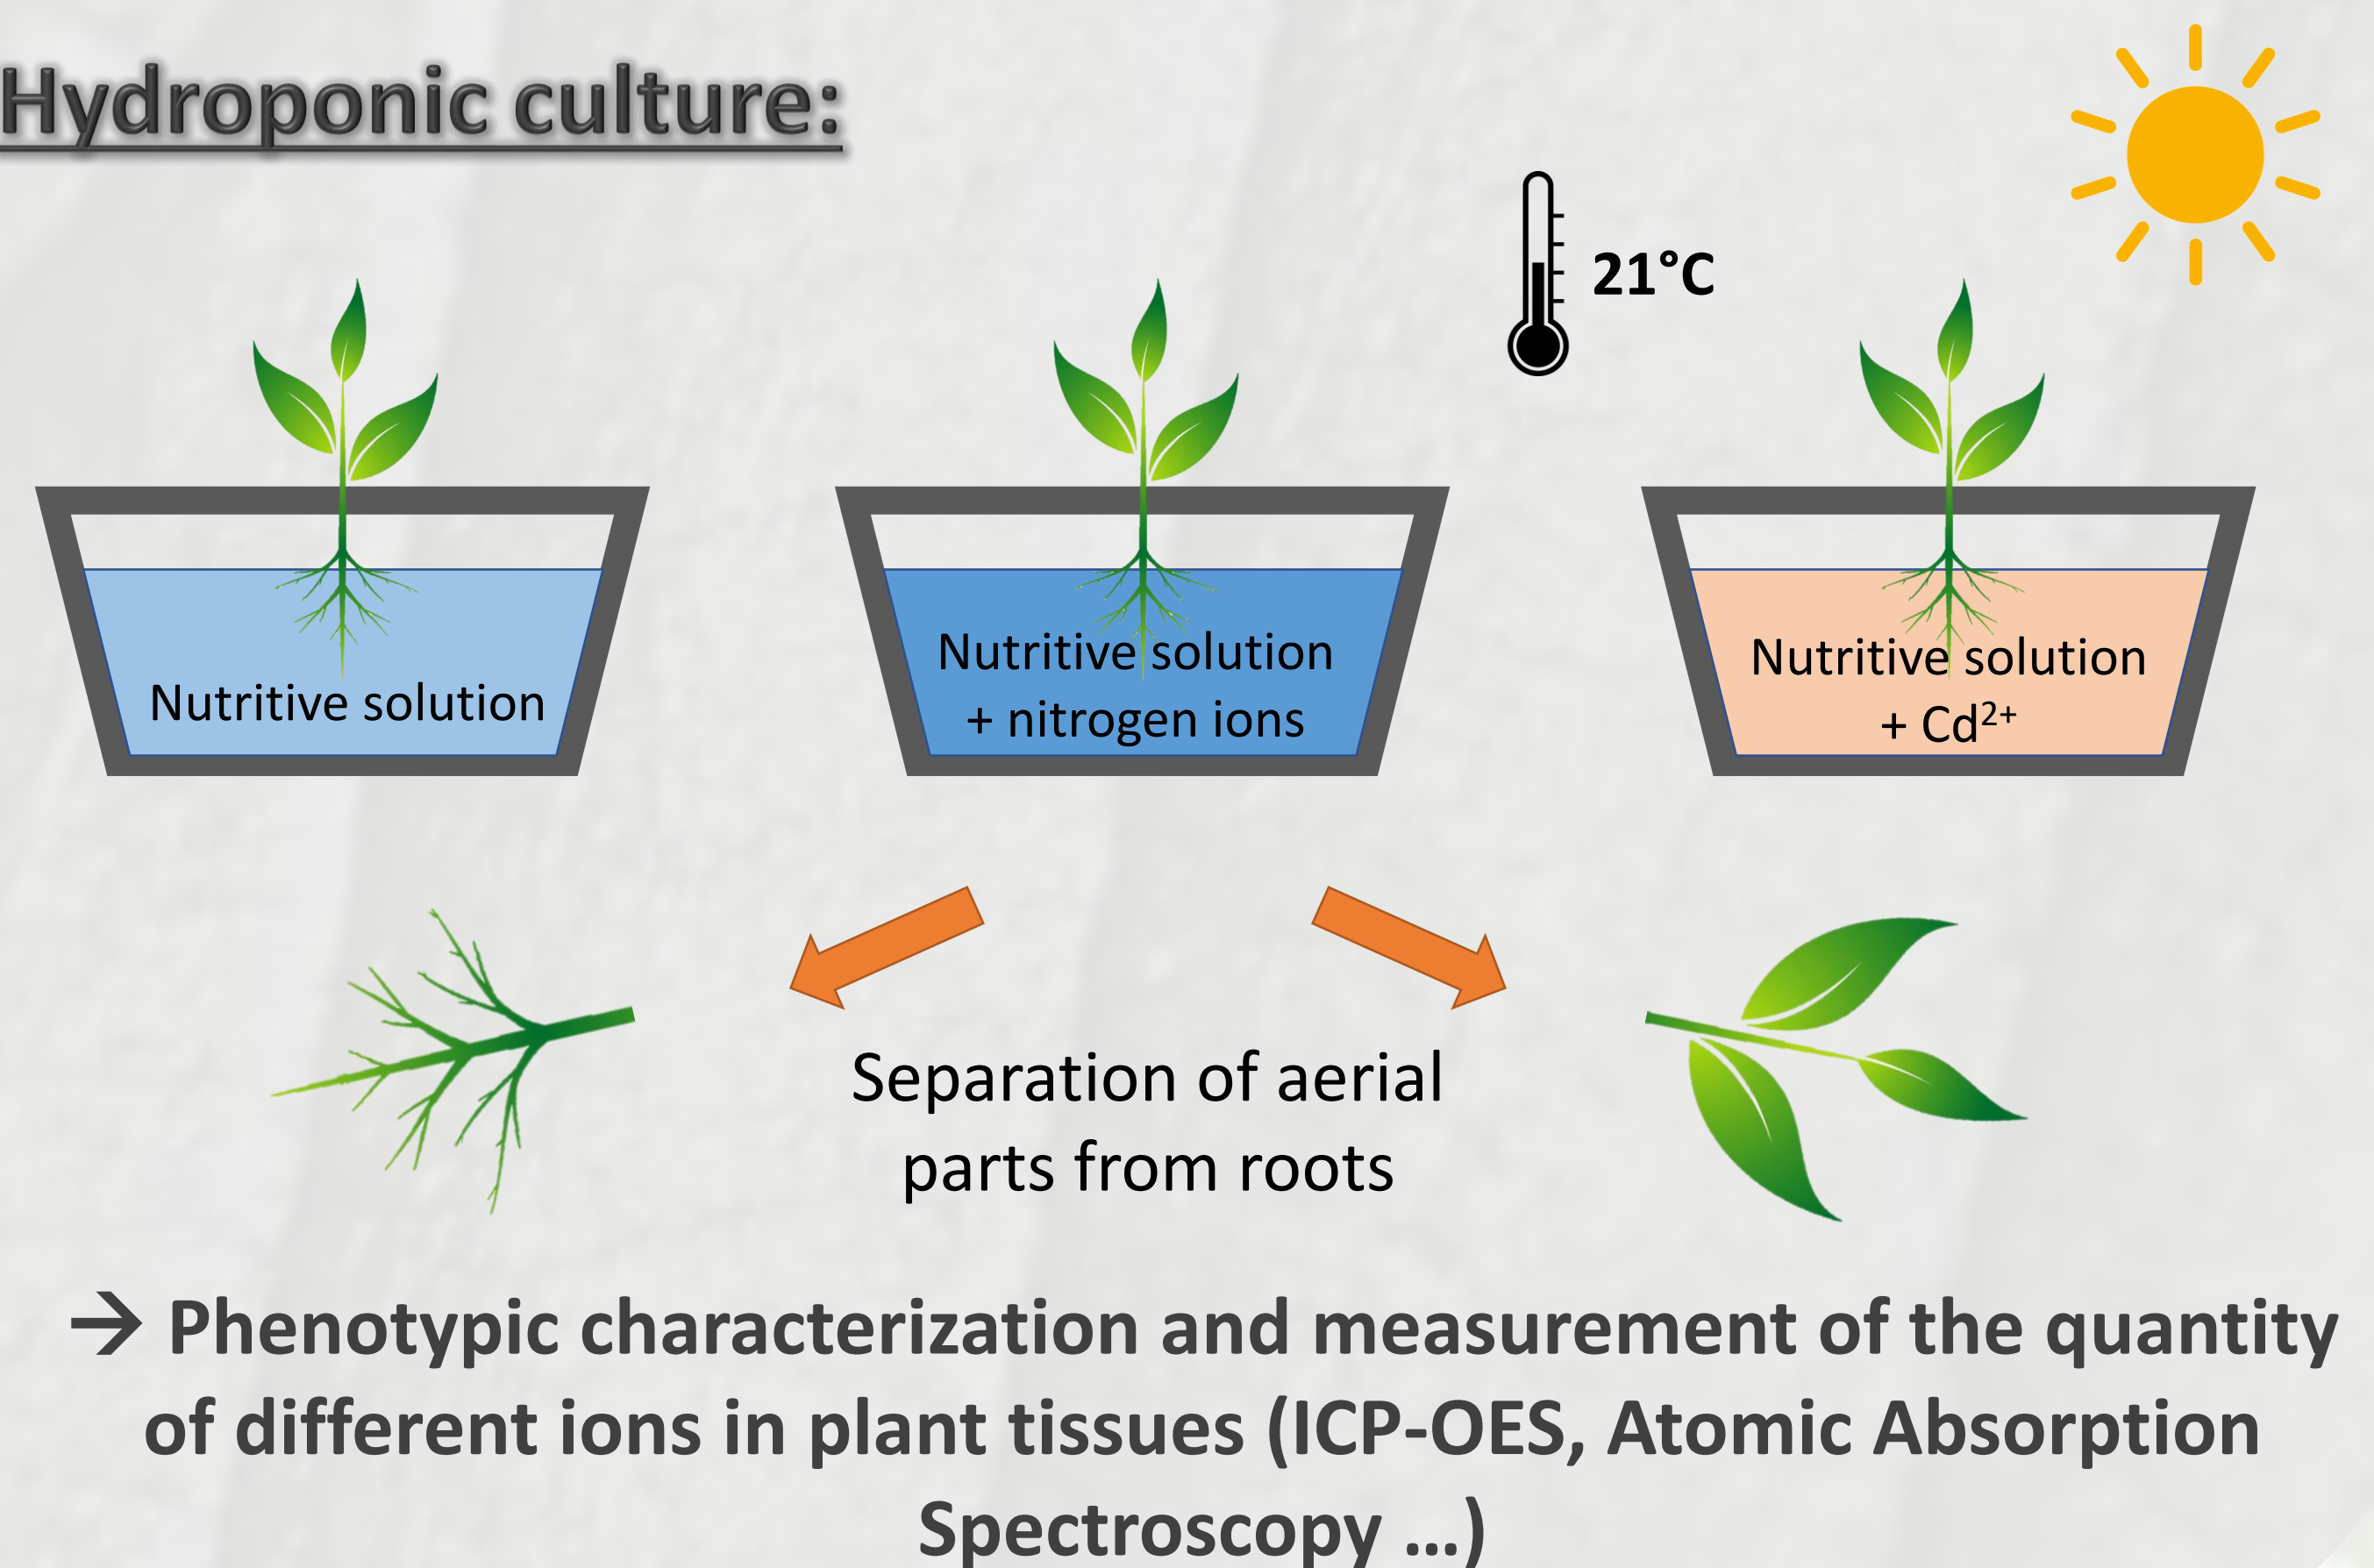 Hydroponic culture:
21°C
Nutritive solution
Nutritive solution
+ nitrogen ions
Nutritive solution
+ Cd²⁺
Separation of aerial
parts from roots
→ Phenotypic characterization and measurement of the quantity
of different ions in plant tissues (ICP-OES, Atomic Absorption
Spectroscopy ...)